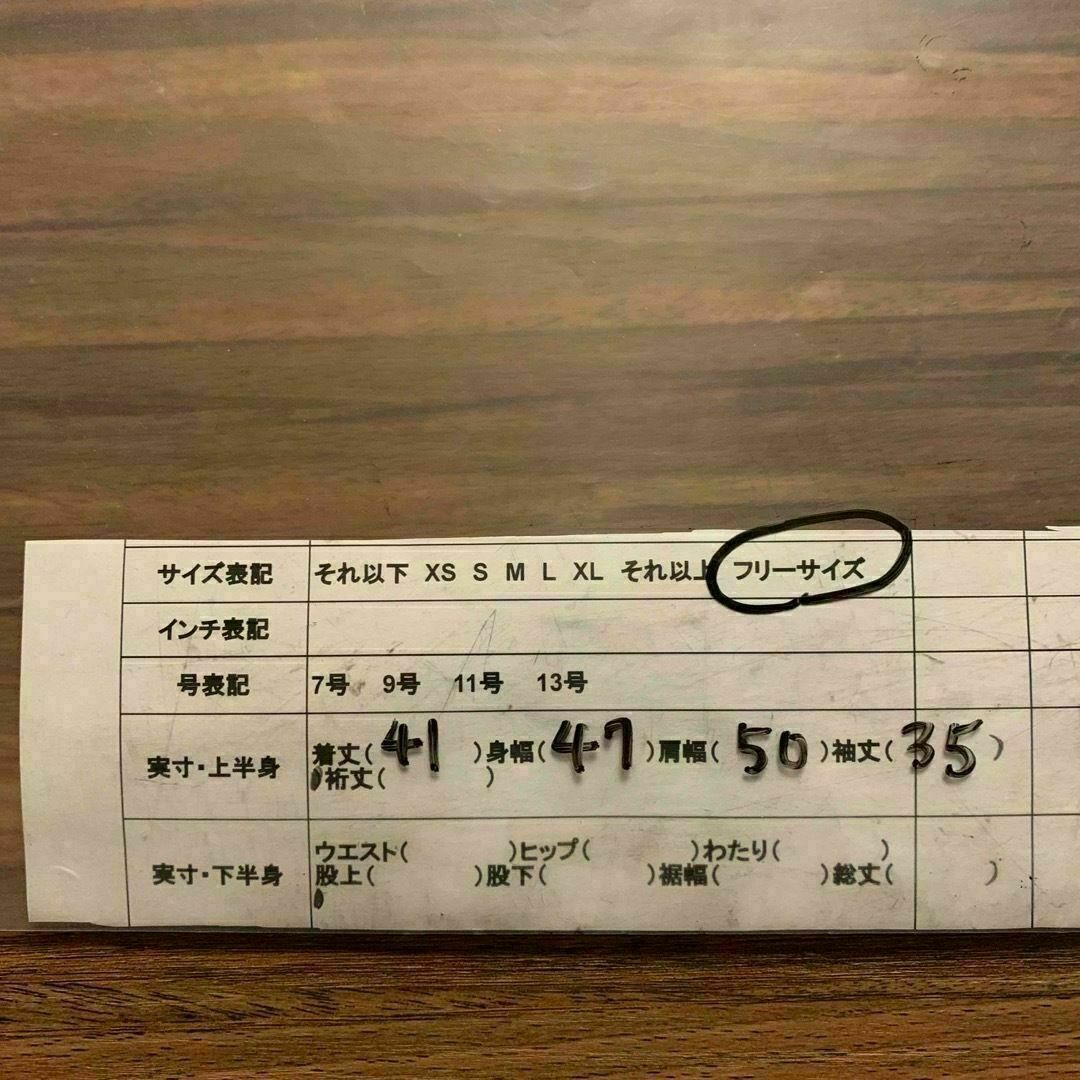 サイズ表記 それ以下 XS S M L XL それ以上 フリーサイズ
インチ表記
号表記 7号 9号 11号 13号
実寸・上半身 着丈(41)身幅(47)肩幅(50)袖丈(35)
裄丈( )
実寸・下半身 ウエスト( )ヒップ( )わたり( )
股上( )股下( )裾幅( )総丈( )